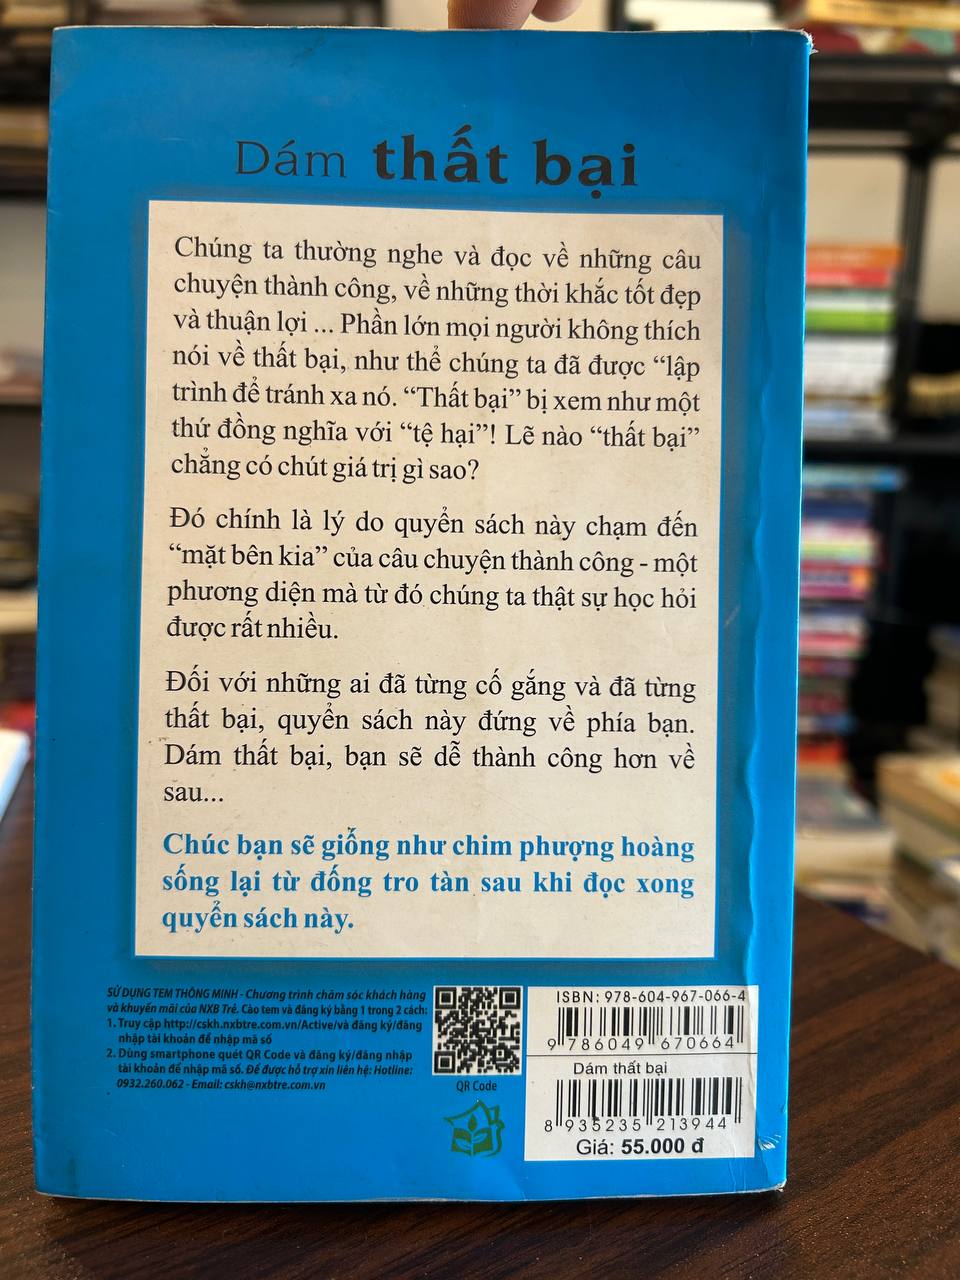 Dám thất bại
Chúng ta thường nghe và đọc về những câu
chuyện thành công, về những thời khắc tốt đẹp
và thuận lợi ... Phần lớn mọi người không thích
nói về thất bại, như thể chúng ta đã được “lập
trình để tránh xa nó. “Thất bại” bị xem như một
thứ đồng nghĩa với “tệ hại”! Lẽ nào “thất bại”
chẳng có chút giá trị gì sao?
Đó chính là lý do quyển sách này chạm đến
“mặt bên kia” của câu chuyện thành công - một
phương diện mà từ đó chúng ta thật sự học hỏi
được rất nhiều.
Đối với những ai đã từng cố gắng và đã từng
thất bại, quyển sách này đứng về phía bạn.
Dám thất bại, bạn sẽ dễ thành công hơn về
sau...
Chúc bạn sẽ giống như chim phượng hoàng
sống lại từ đống tro tàn sau khi đọc xong
quyển sách này.
SỬ DỤNG TEM THÔNG MINH - Chương trình chăm sóc khách hàng
và khuyến mãi của NXB Trẻ. Cào tem và đăng ký bằng 1 trong 2 cách:
1. Truy cập http://cskh.nxbtre.com.vn/Active/và đăng ký/đăng
nhập tài khoản để nhập mã số
2. Dùng smartphone quét QR Code và đăng ký/đăng nhập
tài khoản để nhập mã số. Để được hỗ trợ xin liên hệ: Hotline:
0932.260.062 - Email: cskh@nxbtre.com.vn
QR Code
ISBN: 978-604-967-066-4
9 786049 670664
Dám thất bại
8 935235 213944
Giá: 55.000 đ